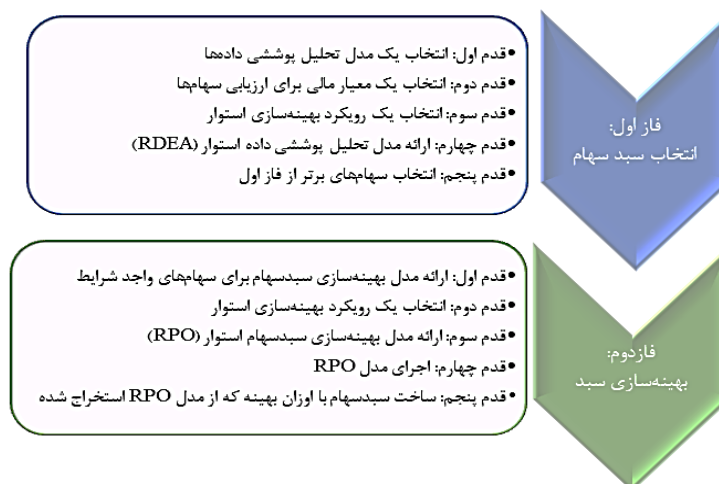 فاز اول:
انتخاب سبد سهام
•قدم اول: انتخاب یک مدل تحلیل پوششی داده‌ها
•قدم دوم: انتخاب یک معیار مالی برای ارزیابی سهام‌ها
•قدم سوم: انتخاب یک رویکرد بهینه‌سازی استوار
•قدم چهارم: ارائه مدل تحلیل پوششی داده استوار (RDEA)
•قدم پنجم: انتخاب سهام‌های برتر از فاز اول
فازدوم:
بهینه‌سازی سبد
•قدم اول: ارائه مدل بهینه‌سازی سبدسهام برای سهام‌های واجد شرایط
•قدم دوم: انتخاب یک رویکرد بهینه‌سازی استوار
•قدم سوم: ارائه مدل بهینه‌سازی سبدسهام استوار (RPO)
•قدم چهارم: اجرای مدل RPO
•قدم پنجم: ساخت سبدسهام با اوزان بهینه که از مدل RPO استخراج شده